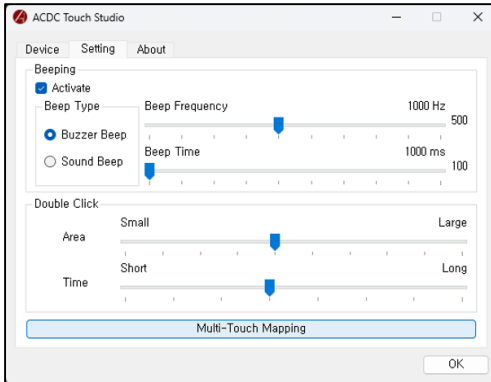 ACDC Touch Studio
Device Setting About
Beeping
Activate
Beep Type
Buzzer Beep
Sound Beep
Beep Frequency 1000 Hz
500
Beep Time 1000 ms
100
Double Click
Small Large
Area
Short Long
Time
Multi-Touch Mapping
OK